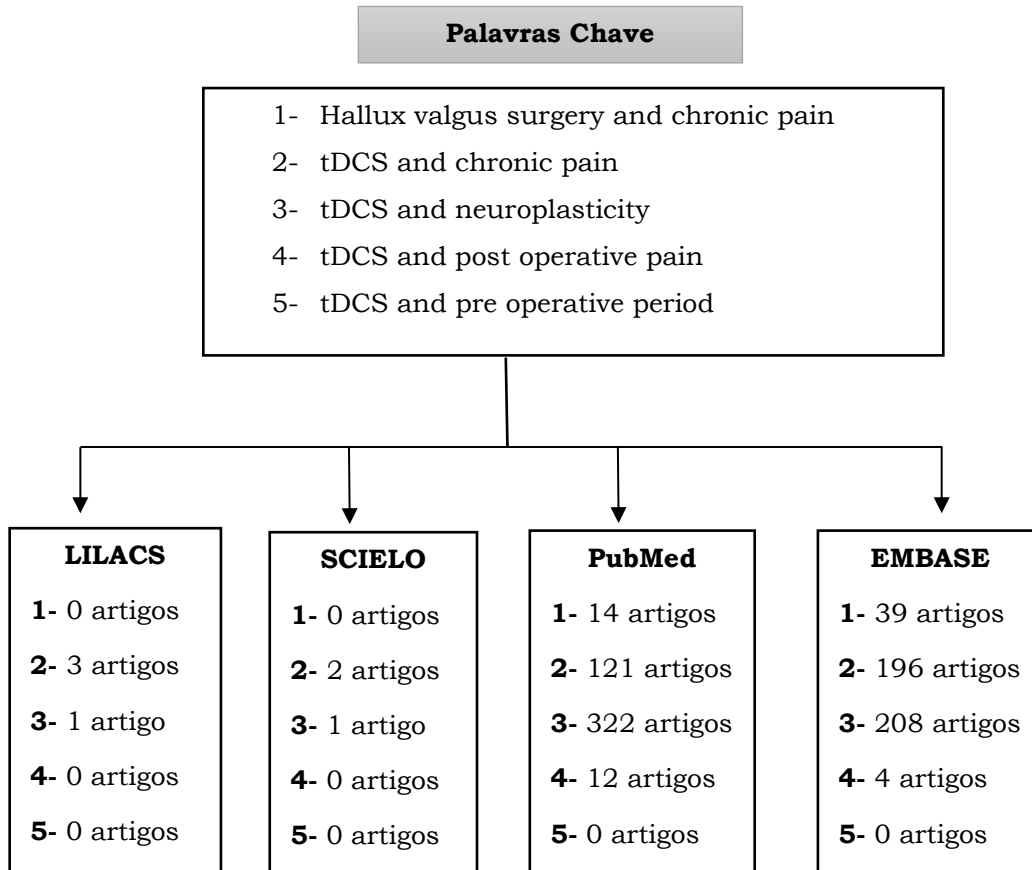 Palavras Chave
1- Hallux valgus surgery and chronic pain
2- tDCS and chronic pain
3- tDCS and neuroplasticity
4- tDCS and post operative pain
5- tDCS and pre operative period
LILACS
1- 0 artigos
2- 3 artigos
3- 1 artigo
4- 0 artigos
5- 0 artigos
SCIELO
1- 0 artigos
2- 2 artigos
3- 1 artigo
4- 0 artigos
5- 0 artigos
PubMed
1- 14 artigos
2- 121 artigos
3- 322 artigos
4- 12 artigos
5- 0 artigos
EMBASE
1- 39 artigos
2- 196 artigos
3- 208 artigos
4- 4 artigos
5- 0 artigos